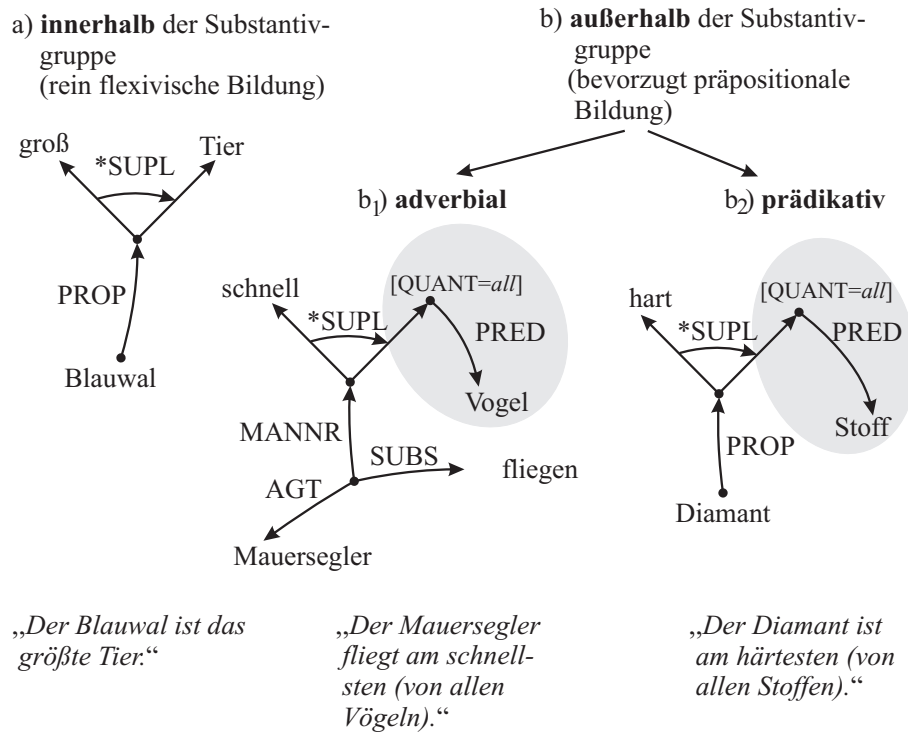 a) innerhalb der Substantiv-
gruppe
(rein flexivische Bildung)
groß
Tier
*SUPL
PROP
Blauwal
b) außerhalb der Substantiv-
gruppe
(bevorzugt präpositionale
Bildung)
b1) adverbial
schnell
[QUANT=all]
*SUPL
PRED
Vogel
MANNR
SUBS
fliegen
AGT
Mauersegler
b2) prädikativ
hart
[QUANT=all]
*SUPL
PRED
Stoff
PROP
Diamant
„Der Blauwal ist das
größte Tier.“
„Der Mauersegler
fliegt am schnell-
sten (von allen
Vögeln).“
„Der Diamant ist
am härtesten (von
allen Stoffen).“